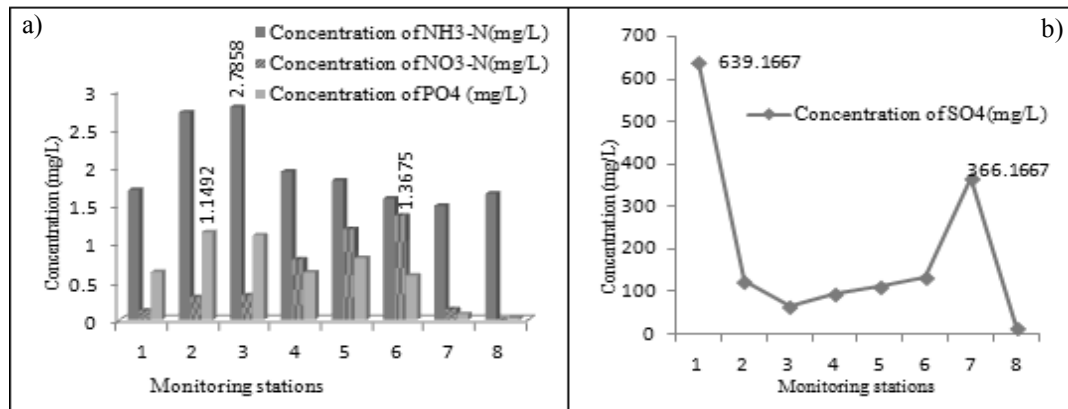 a)
Concentration of NH3-N(mg/L)
Concentration of NO3-N(mg/L)
Concentration of PO4 (mg/L)
Concentration (mg/L)
3
2.5
2
1.5
1
0.5
0
1.1492
2.7858
1.3675
1 2 3 4 5 6 7 8
Monitoring stations
b)
Concentration of SO4(mg/L)
700
600
500
400
300
200
100
0
639.1667
366.1667
1 2 3 4 5 6 7 8
Monitoring stations